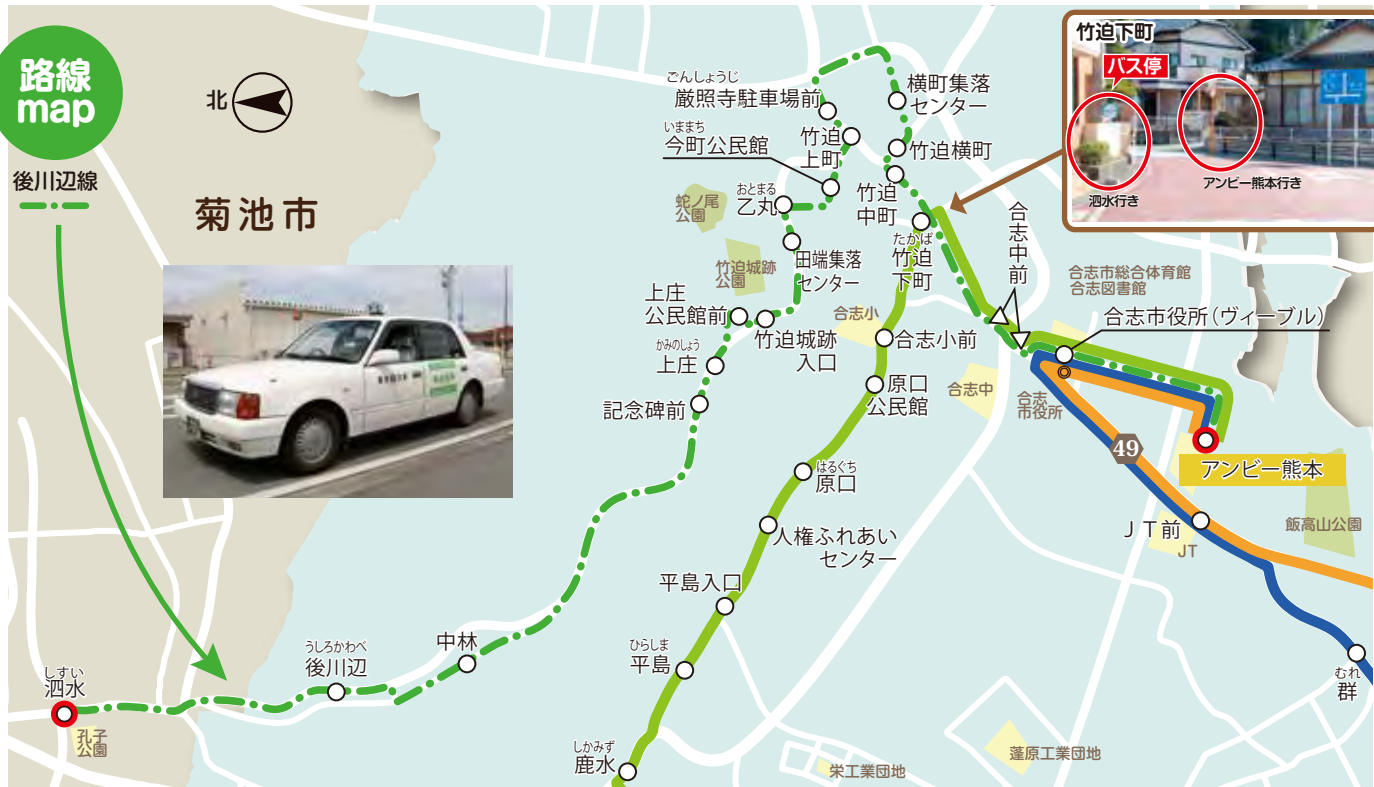 路線
map
後川辺線
北
菊池市
ごんしょうじ
厳照寺駐車場前
いままち
今町公民館
竹迫
上町
おとまる
乙丸
蛇ノ尾
公園
竹迫城跡
公園
田端集落
センター
上庄
公民館前
竹迫城跡
入口
かみのしょう
上庄
記念碑前
中林
うしろかわべ
後川辺
しすい
泗水
孔子
公園
横町集落
センター
竹迫横町
竹迫
中町
たかば
竹迫
下町
合志小
合志小前
原口
公民館
はるぐち
原口
人権ふれあい
センター
平島入口
ひらしま
平島
しかみず
鹿水
栄工業団地
蓬原工業団地
合志中前
合志中
合志市総合体育館
合志図書館
合志市役所(ヴィーブル)
合志
市役所
49
アンビー熊本
JT前
JT
飯高山公園
むれ
群
竹迫下町
バス停
泗水行き
アンビー熊本行き